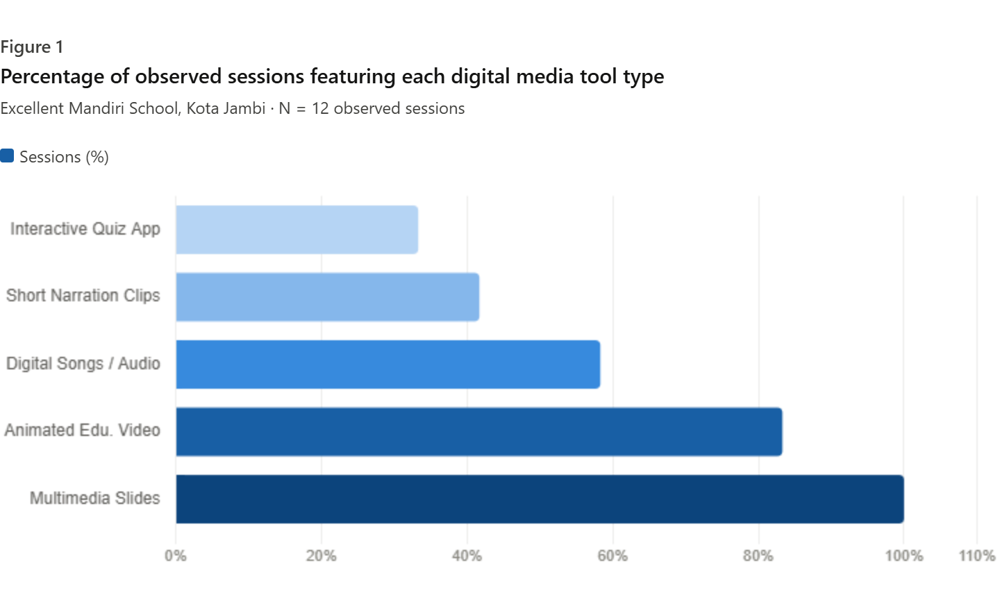 Figure 1
Percentage of observed sessions featuring each digital media tool type
Excellent Mandiri School, Kota Jambi · N = 12 observed sessions
Sessions (%)
Interactive Quiz App
Short Narration Clips
Digital Songs / Audio
Animated Edu. Video
Multimedia Slides
0% 20% 40% 60% 80% 100% 110%